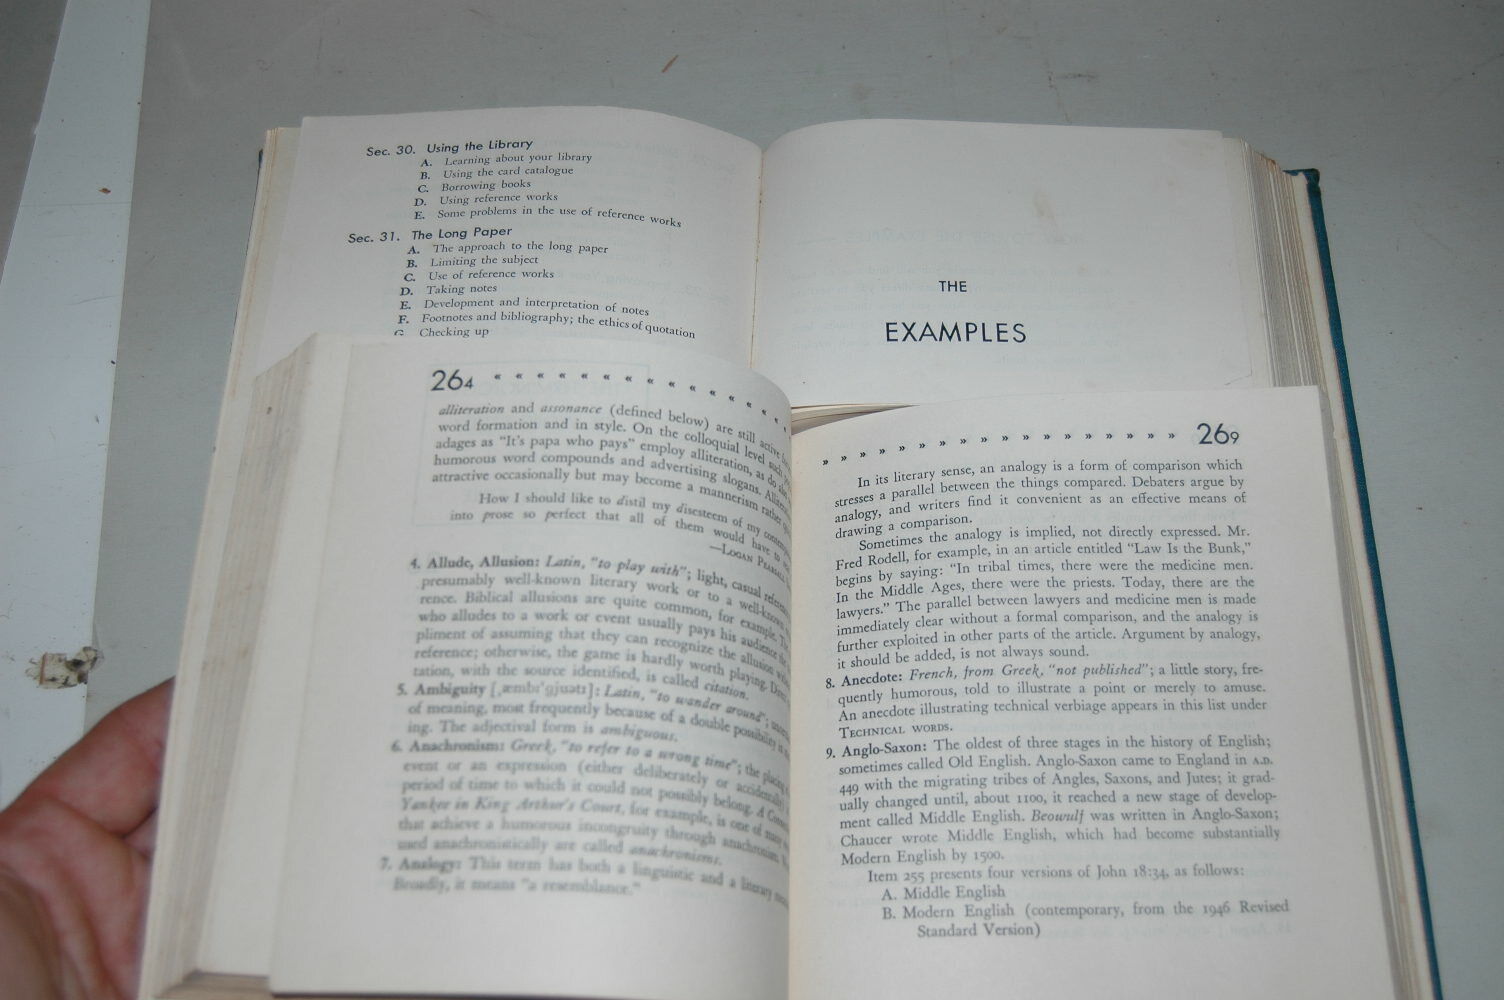 Sec. 30. Using the Library
A. Learning about your library
B. Using the card catalogue
C. Borrowing books
D. Using reference works
E. Some problems in the use of reference works
Sec. 31. The Long Paper
A. The approach to the long paper
B. Limiting the subject
C. Use of reference works
D. Taking notes
E. Development and interpretation of notes
F. Footnotes and bibliography; the ethics of quotation
Checking up
THE
EXAMPLES
264 « « « « « « « « « « « « « «
alliteration and assonance (defined below) are still active
word formation and in style. On the colloquial level such
adages as "It's papa who pays" employ alliteration, as do
humorous word compounds and advertising slogans.
attractive occasionally but may become a mannerism rather
How I should like to distil my disesteem of my
into prose so perfect that all of them would have to
—LOGAN
4. Allude, Allusion: Latin, "to play with"; light, casual
presumably well-known literary work or to a well-known
rence. Biblical allusions are quite common, for example.
who alludes to a work or event usually pays his audience the
pliment of assuming that they can recognize the allusion
reference; otherwise, the game is hardly worth playing.
tation, with the source identified, is called citation.
5. Ambiguity [,æmbɪ'gjuətɪ]: Latin, "to wander around";
of meaning, most frequently because of a double possibility
ing. The adjectival form is ambiguous.
6. Anachronism: Greek, "to refer to a wrong time"; the placing
event or an expression (either deliberately or
period of time to which it could not possibly belong. A
Yankee in King Arthur's Court, for example, is one of many
that achieve a humorous incongruity through anachronism.
used anachronistically are called anachronisms.
7. Analogy: This term has both a linguistic and a literary
Broadly, it means "a resemblance."
» » » » » » » » » » » » » » » » » » 269
In its literary sense, an analogy is a form of comparison which
stresses a parallel between the things compared. Debaters argue by
analogy, and writers find it convenient as an effective means of
drawing a comparison.
Sometimes the analogy is implied, not directly expressed. Mr.
Fred Rodell, for example, in an article entitled "Law Is the Bunk,"
begins by saying: "In tribal times, there were the medicine men.
In the Middle Ages, there were the priests. Today, there are the
lawyers." The parallel between lawyers and medicine men is made
immediately clear without a formal comparison, and the analogy is
further exploited in other parts of the article. Argument by analogy,
it should be added, is not always sound.
8. Anecdote: French, from Greek, "not published"; a little story, fre-
quently humorous, told to illustrate a point or merely to amuse.
An anecdote illustrating technical verbiage appears in this list under
TECHNICAL WORDS.
9. Anglo-Saxon: The oldest of three stages in the history of English;
sometimes called Old English. Anglo-Saxon came to England in A.D.
449 with the migrating tribes of Angles, Saxons, and Jutes; it grad-
ually changed until, about 1100, it reached a new stage of develop-
ment called Middle English. Beowulf was written in Anglo-Saxon;
Chaucer wrote Middle English, which had become substantially
Modern English by 1500.
Item 255 presents four versions of John 18:34, as follows:
A. Middle English
B. Modern English (contemporary, from the 1946 Revised
Standard Version)